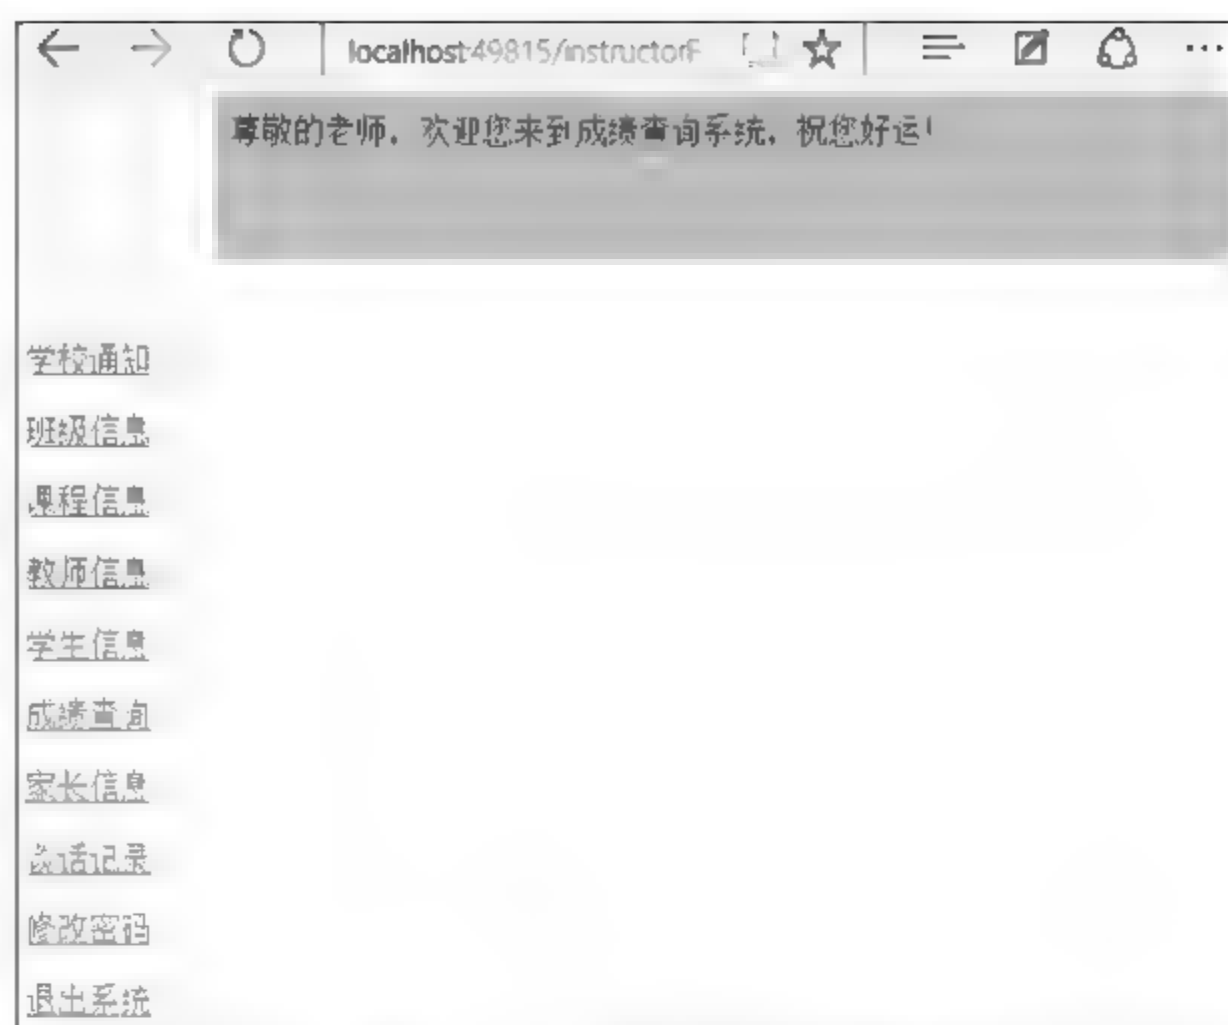 localhost:49815/instructorF
尊敬的老师，欢迎您来到成绩查询系统，祝您好运！
学校通知
班级信息
课程信息
教师信息
学生信息
成绩查询
家长信息
谈话记录
修改密码
退出系统